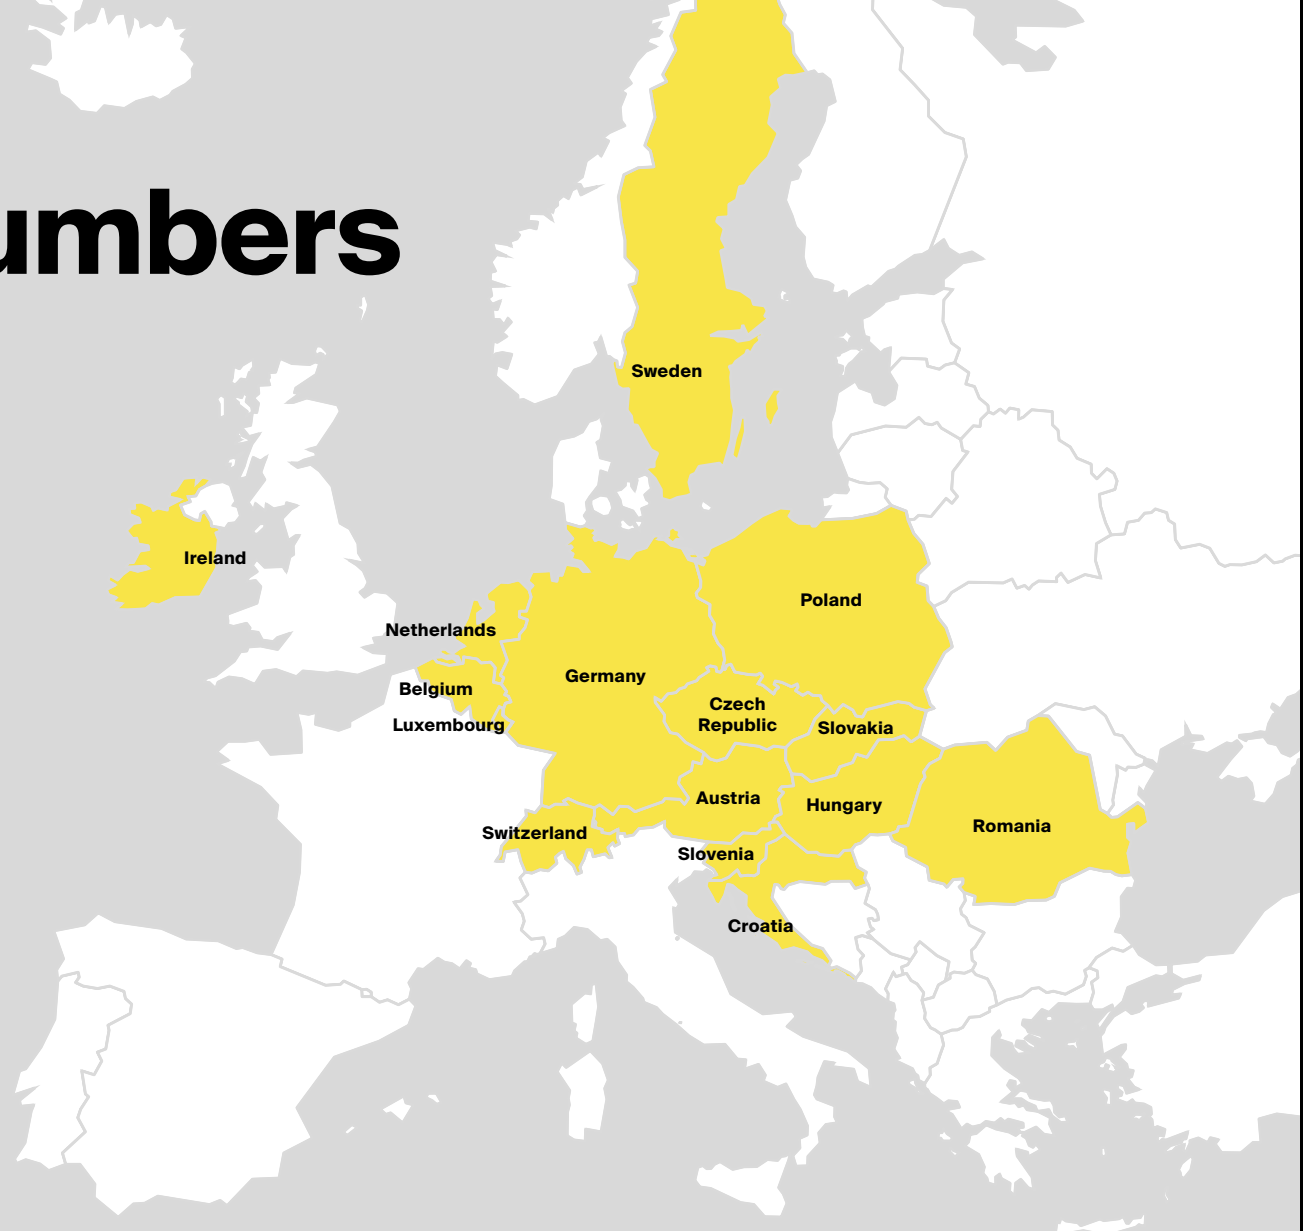 umbers
Sweden
Ireland
Poland
Netherlands
Germany
Belgium
Czech
Republic
Luxembourg
Slovakia
Austria
Hungary
Romania
Switzerland
Slovenia
Croatia